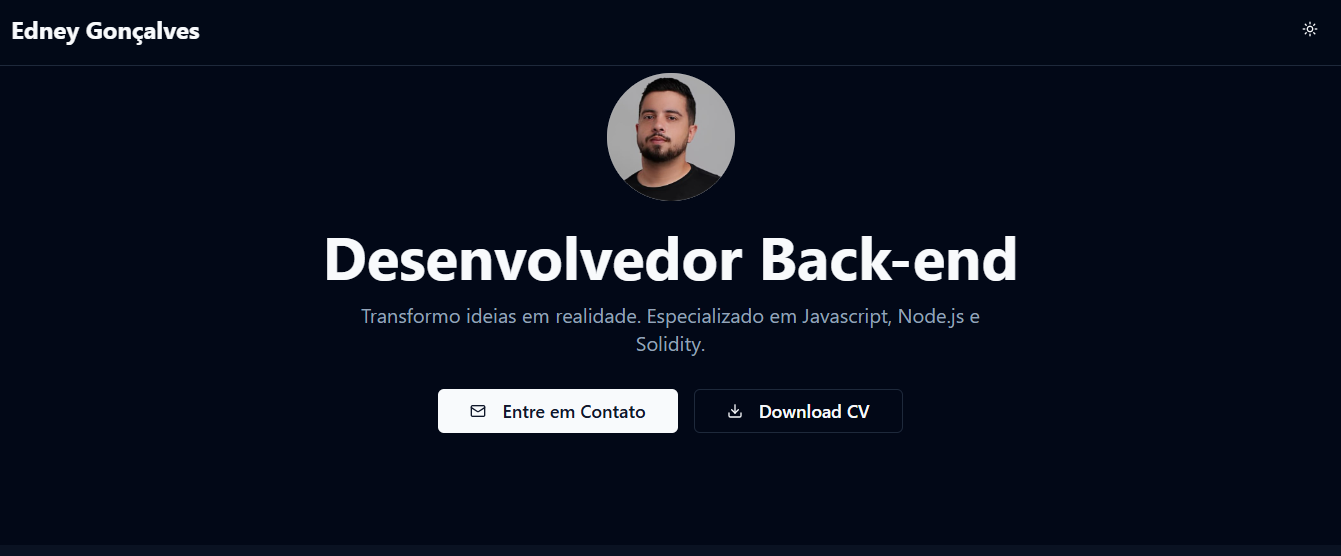 Edney Gonçalves
Desenvolvedor Back-end
Transformo ideias em realidade. Especializado em Javascript, Node.js e
Solidity.
Entre em Contato
Download CV